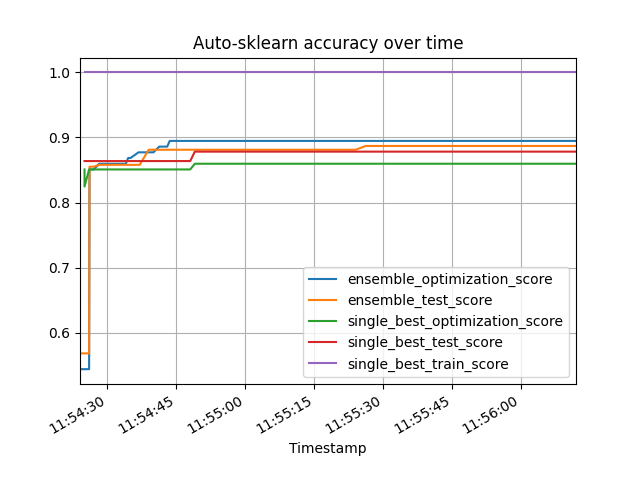 Auto-sklearn accuracy over time
1.0
0.9
0.8
0.7
0.6
ensemble_optimization_score
ensemble_test_score
single_best_optimization_score
single_best_test_score
single_best_train_score
11:54:30
11:54:45
11:55:00
11:55:15
11:55:30
11:55:45
11:56:00
Timestamp